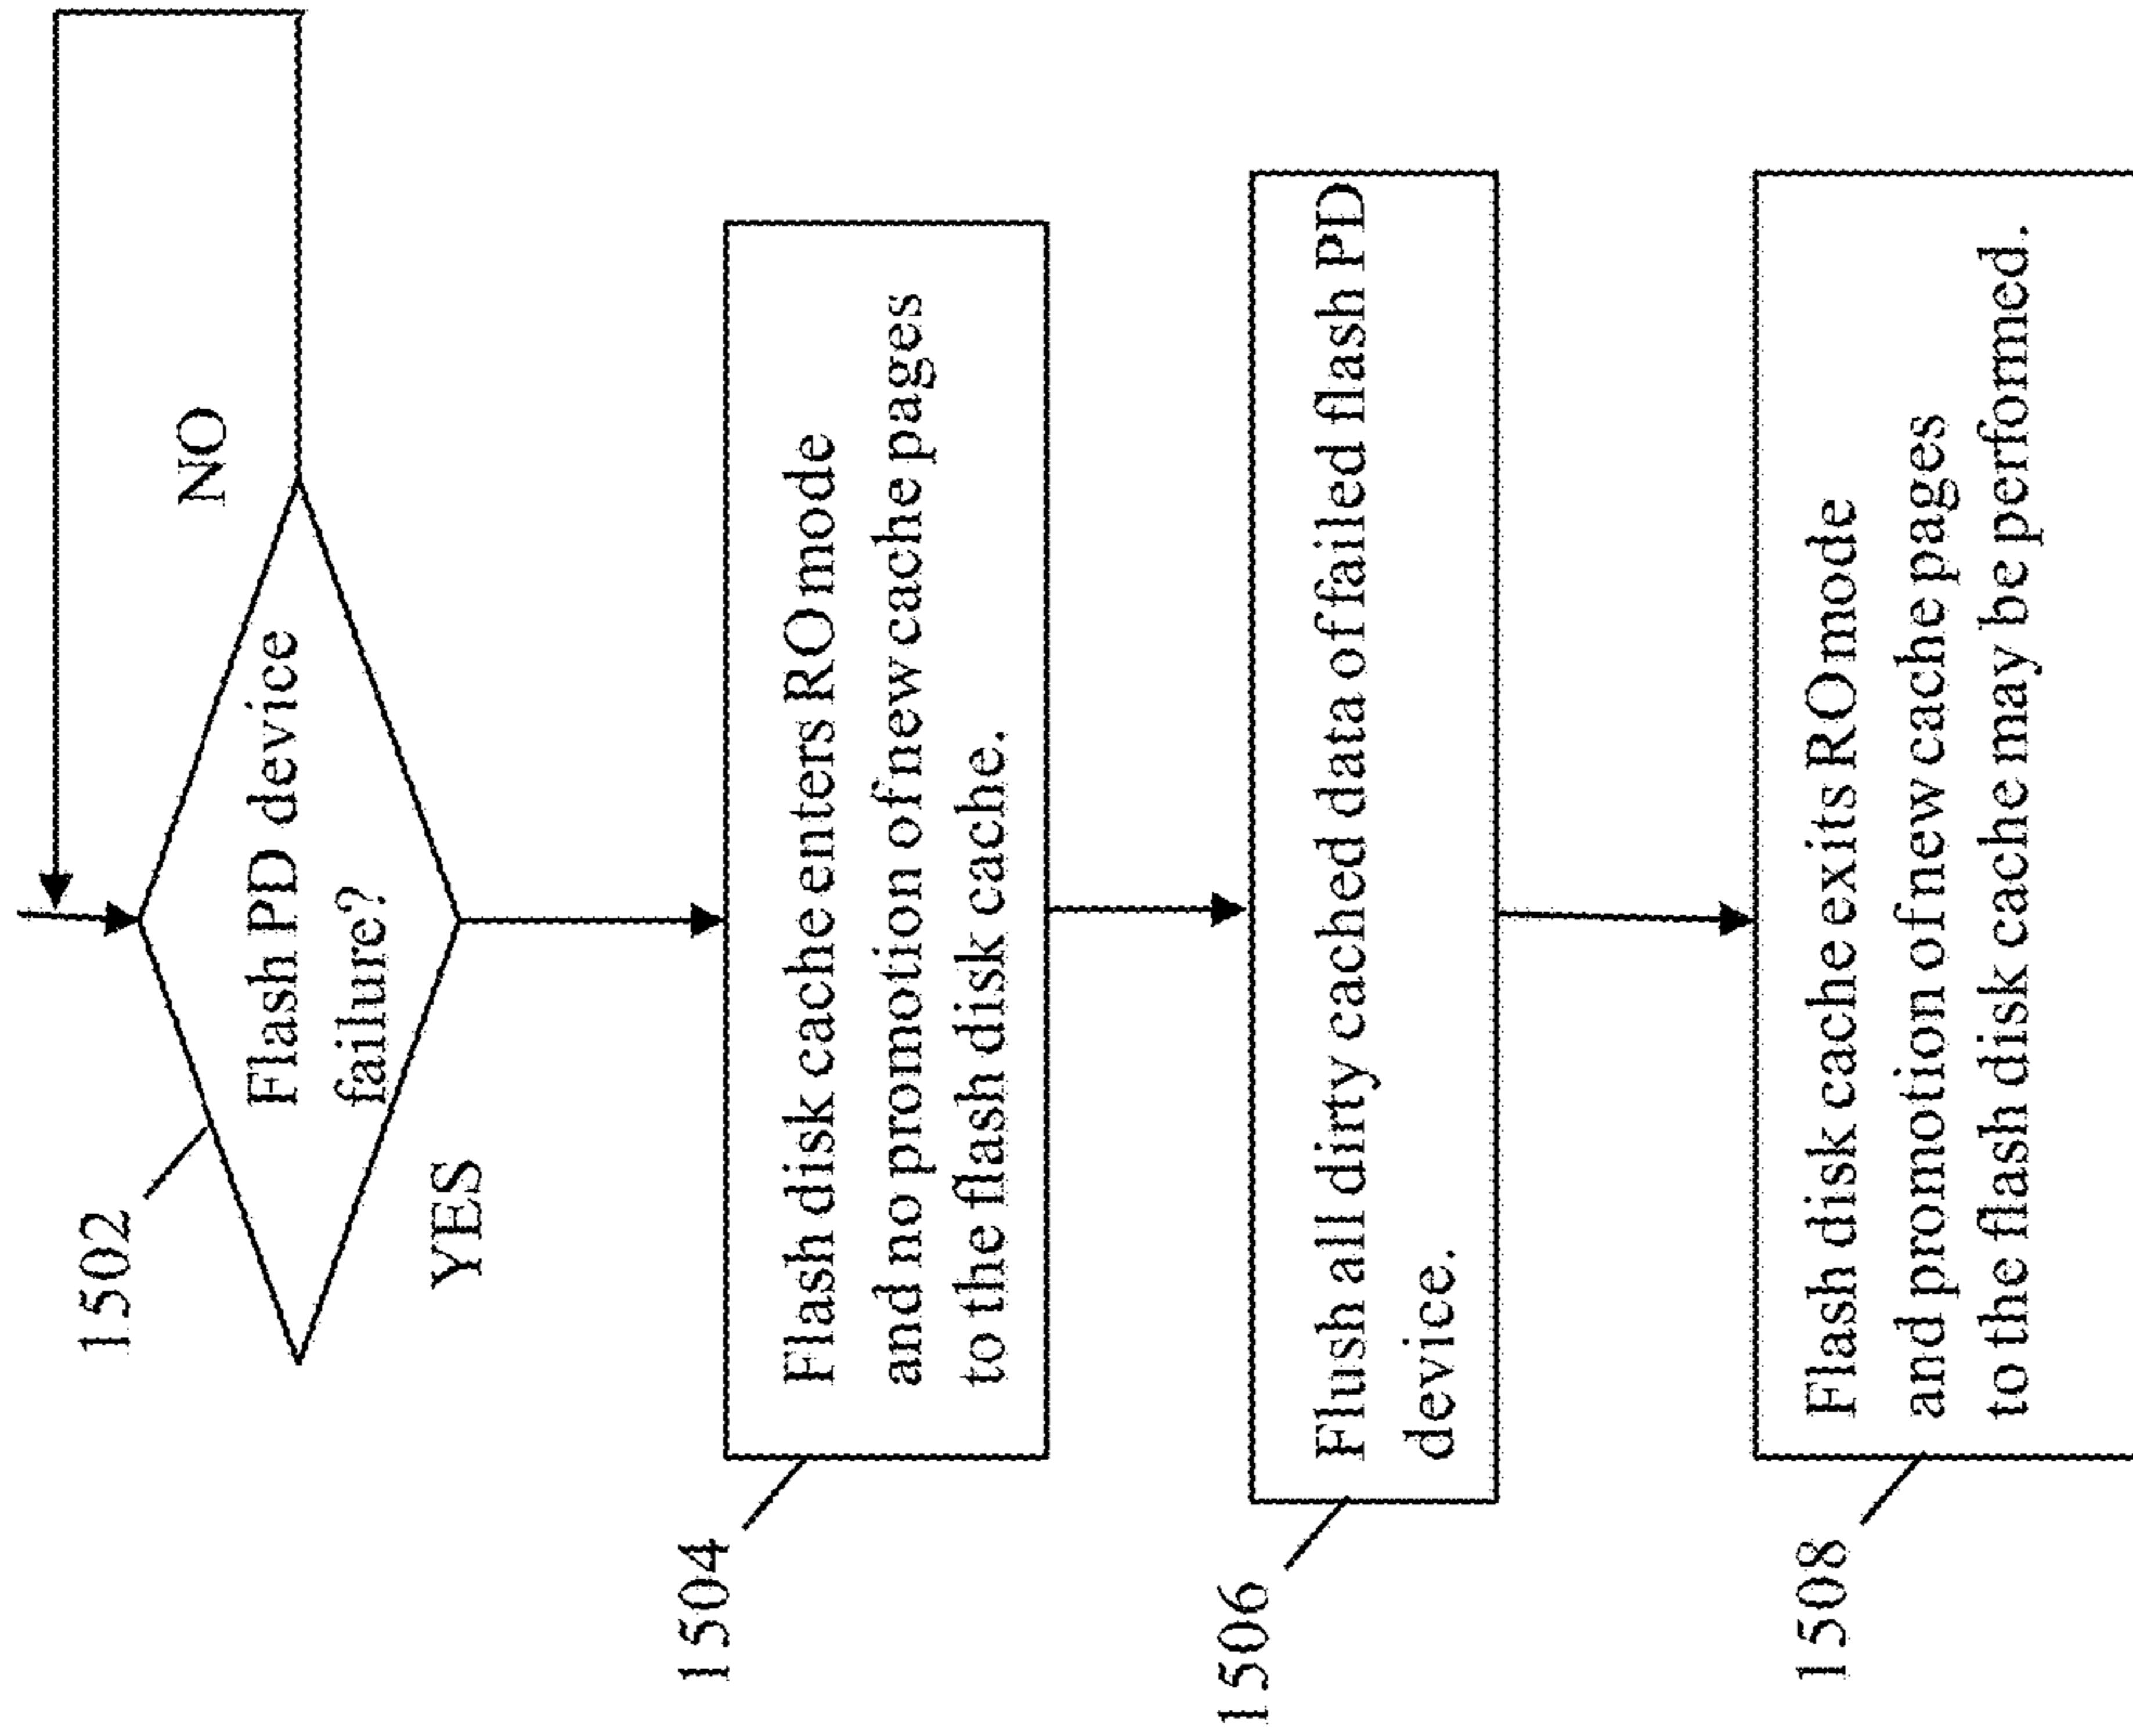 1502
Flash PD device
failure?
NO
YES
1504
Flash disk cache enters RO mode
and no promotion of new cache pages
to the flash disk cache.
1506
Flush all dirty cached data of failed flash PD
device.
1508
Flash disk cache exits RO mode
and promotion of new cache pages
to the flash disk cache may be perfomed.